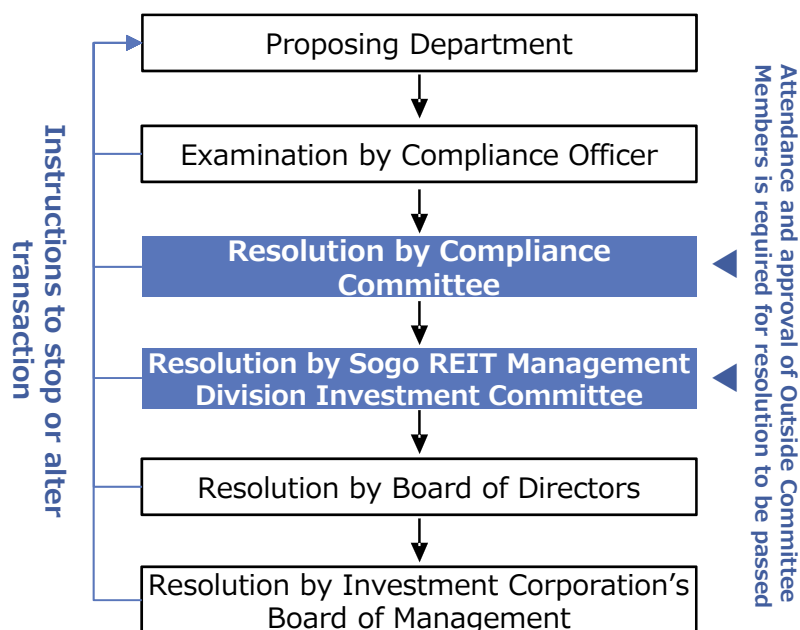 Proposing Department
Examination by Compliance Officer
Resolution by Compliance
Committee
Resolution by Sogo REIT Management
Division Investment Committee
Resolution by Board of Directors
Resolution by Investment Corporation’s
Board of Management
Instructions to stop or alter
transaction
Attendance and approval of Outside Committee
Members is required for resolution to be passed